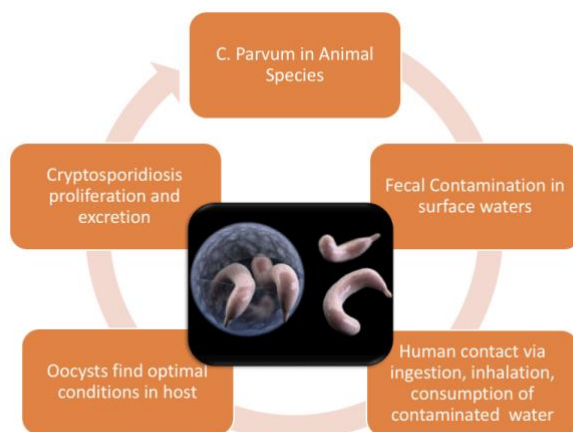 C. Parvum in Animal
Species
Fecal Contamination in
surface waters
Human contact via
ingestion, inhalation,
consumption of
contaminated water
Oocysts find optimal
conditions in host
Cryptosporidiosis
proliferation and
excretion